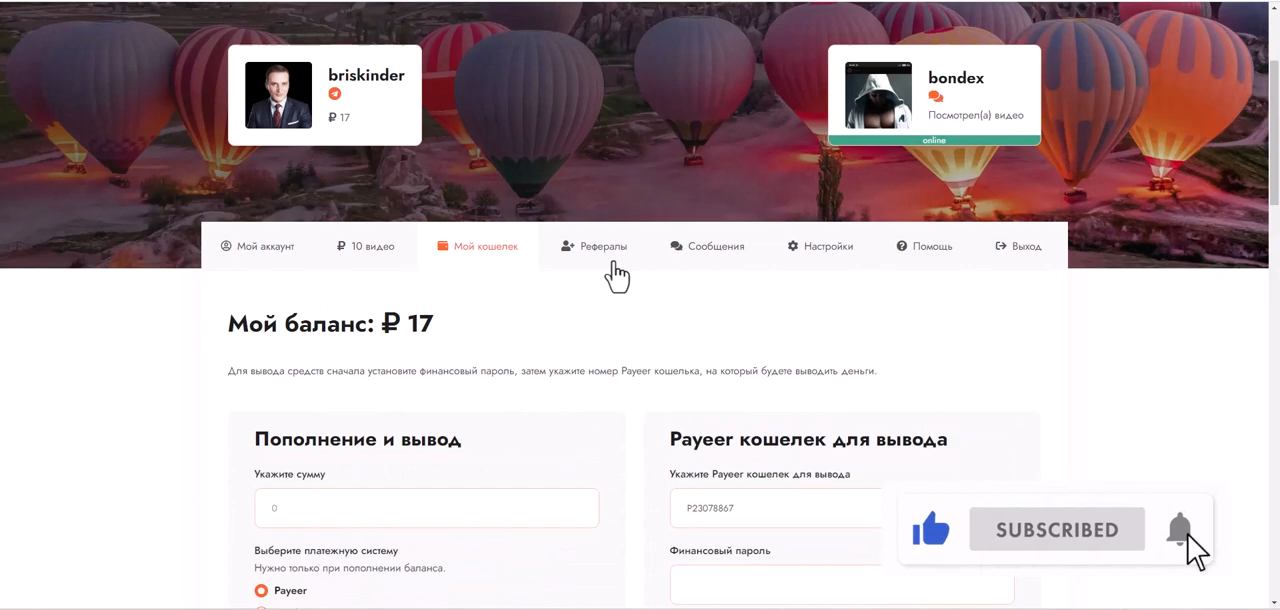 briskinder
₽ 17
bondex
Посмотрел(а) видео
online
Мой аккаунт
₽ 10 видео
Мой кошелек
Рефералы
Сообщения
Настройки
Помощь
Выход
Мой баланс: ₽ 17
Для вывода средств сначала установите финансовый пароль, затем укажите номер Payeer кошелька, на который будете выводить деньги.
Пополнение и вывод
Укажите сумму
0
Выберите платежную систему
Нужно только при пополнении баланса.
Payeer
Payeer кошелек для вывода
Укажите Payeer кошелек для вывода
P23078867
Финансовый пароль
SUBSCRIBED